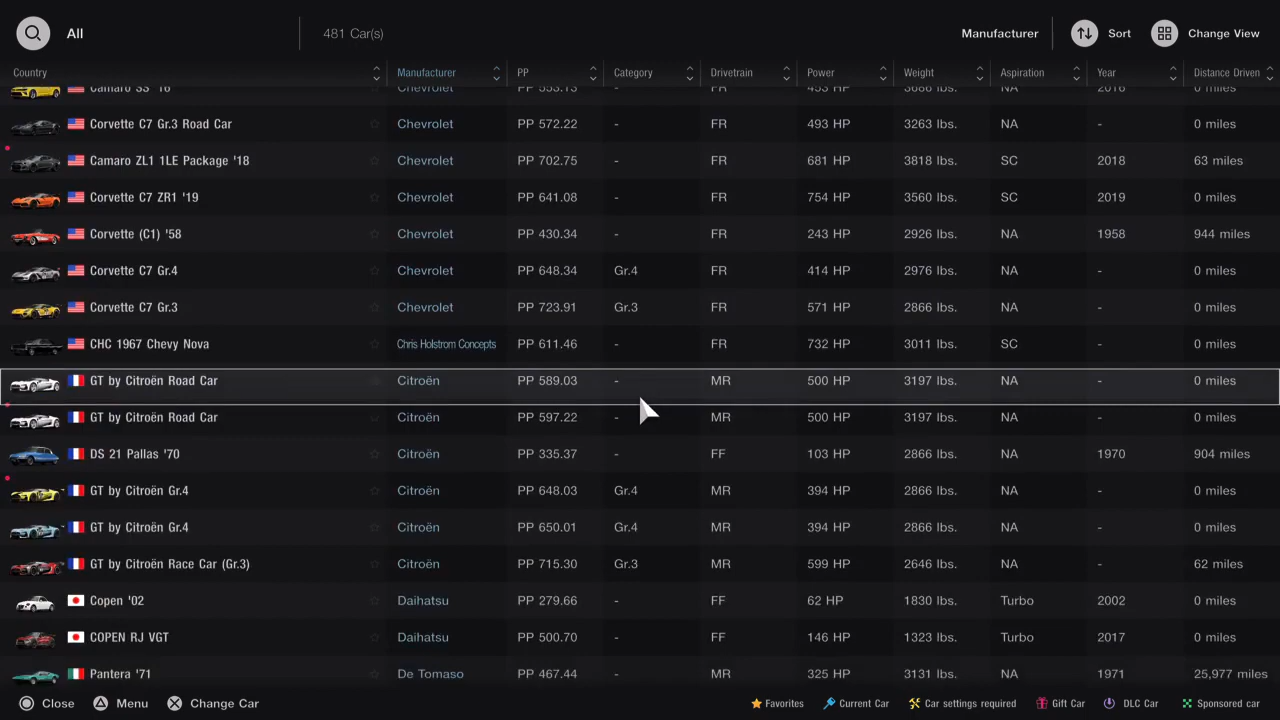 All 481 Car(s) Manufacturer Sort Change View
Country Manufacturer PP Category Drivetrain Power Weight Aspiration Year Distance Driven
Camaro SS '16 Chevrolet PP 553.13 - FR 453 HP 3686 lbs. NA 2016 0 miles
Corvette C7 Gr.3 Road Car Chevrolet PP 572.22 - FR 493 HP 3263 lbs. NA - 0 miles
Camaro ZL1 1LE Package '18 Chevrolet PP 702.75 - FR 681 HP 3818 lbs. SC 2018 63 miles
Corvette C7 ZR1 '19 Chevrolet PP 641.08 - FR 754 HP 3560 lbs. SC 2019 0 miles
Corvette (C1) '58 Chevrolet PP 430.34 - FR 243 HP 2926 lbs. NA 1958 944 miles
Corvette C7 Gr.4 Chevrolet PP 648.34 Gr.4 FR 414 HP 2976 lbs. NA - 0 miles
Corvette C7 Gr.3 Chevrolet PP 723.91 Gr.3 FR 571 HP 2866 lbs. NA - 0 miles
CHC 1967 Chevy Nova Chris Holstrom Concepts PP 611.46 - FR 732 HP 3011 lbs. SC - 0 miles
GT by Citroën Road Car Citroën PP 589.03 - MR 500 HP 3197 lbs. NA - 0 miles
GT by Citroën Road Car Citroën PP 597.22 - MR 500 HP 3197 lbs. NA - 0 miles
DS 21 Pallas '70 Citroën PP 335.37 - FF 103 HP 2866 lbs. NA 1970 904 miles
GT by Citroën Gr.4 Citroën PP 648.03 Gr.4 MR 394 HP 2866 lbs. NA - 0 miles
GT by Citroën Gr.4 Citroën PP 650.01 Gr.4 MR 394 HP 2866 lbs. NA - 0 miles
GT by Citroën Race Car (Gr.3) Citroën PP 715.30 Gr.3 MR 599 HP 2646 lbs. NA - 62 miles
Copen '02 Daihatsu PP 279.66 - FF 62 HP 1830 lbs. Turbo 2002 0 miles
COPEN RJ VGT Daihatsu PP 500.70 - FF 146 HP 1323 lbs. Turbo 2017 0 miles
Pantera '71 De Tomaso PP 467.44 - MR 325 HP 3131 lbs. NA 1971 25,977 miles
Close Menu Change Car Favorites Current Car Car settings required Gift Car DLC Car Sponsored car